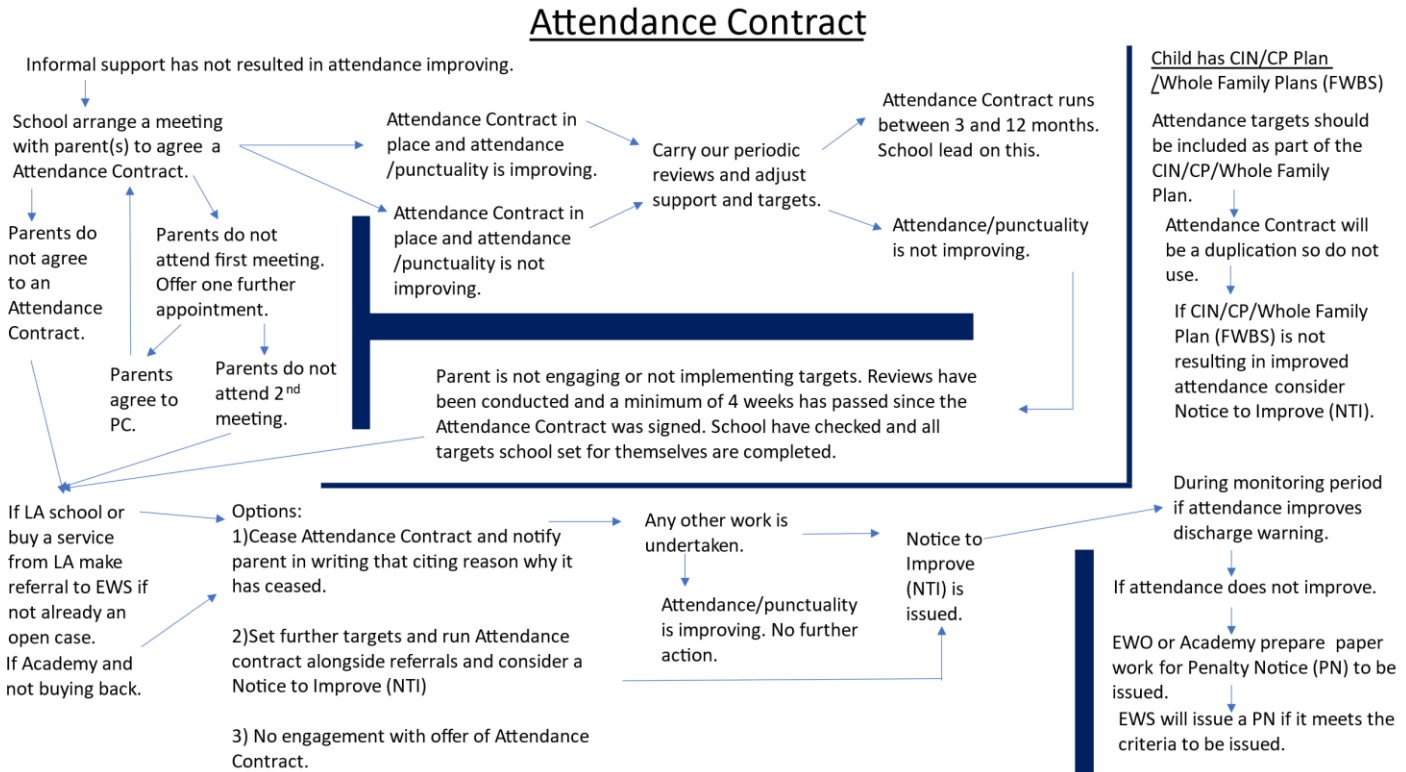 Attendance Contract
Informal support has not resulted in attendance improving.
School arrange a meeting
with parent(s) to agree a
Attendance Contract.
Parents do
not agree
to an
Attendance
Contract.
Parents do not
attend first meeting.
Offer one further
appointment.
Parents
agree to
PC.
Parents do not
attend 2nd
meeting.
Attendance Contract in
place and attendance
/punctuality is improving.
Attendance Contract in
place and attendance
/punctuality is not
improving.
Carry our periodic
reviews and adjust
support and targets.
Attendance Contract runs
between 3 and 12 months.
School lead on this.
Attendance/punctuality
is not improving.
Parent is not engaging or not implementing targets. Reviews have
been conducted and a minimum of 4 weeks has passed since the
Attendance Contract was signed. School have checked and all
targets school set for themselves are completed.
Child has CIN/CP Plan
/Whole Family Plans (FWBS)
Attendance targets should
be included as part of the
CIN/CP/Whole Family
Plan.
Attendance Contract will
be a duplication so do not
use.
If CIN/CP/Whole Family
Plan (FWBS) is not
resulting in improved
attendance consider
Notice to Improve (NTI).
If LA school or
buy a service
from LA make
referral to EWS if
not already an
open case.
If Academy and
not buying back.
Options:
1)Cease Attendance Contract and notify
parent in writing that citing reason why it
has ceased.
2)Set further targets and run Attendance
contract alongside referrals and consider a
Notice to Improve (NTI)
3) No engagement with offer of Attendance
Contract.
Any other work is
undertaken.
Attendance/punctuality
is improving. No further
action.
Notice to
Improve
(NTI) is
issued.
During monitoring period
if attendance improves
discharge warning.
If attendance does not improve.
EWO or Academy prepare paper
work for Penalty Notice (PN) to be
issued.
EWS will issue a PN if it meets the
criteria to be issued.